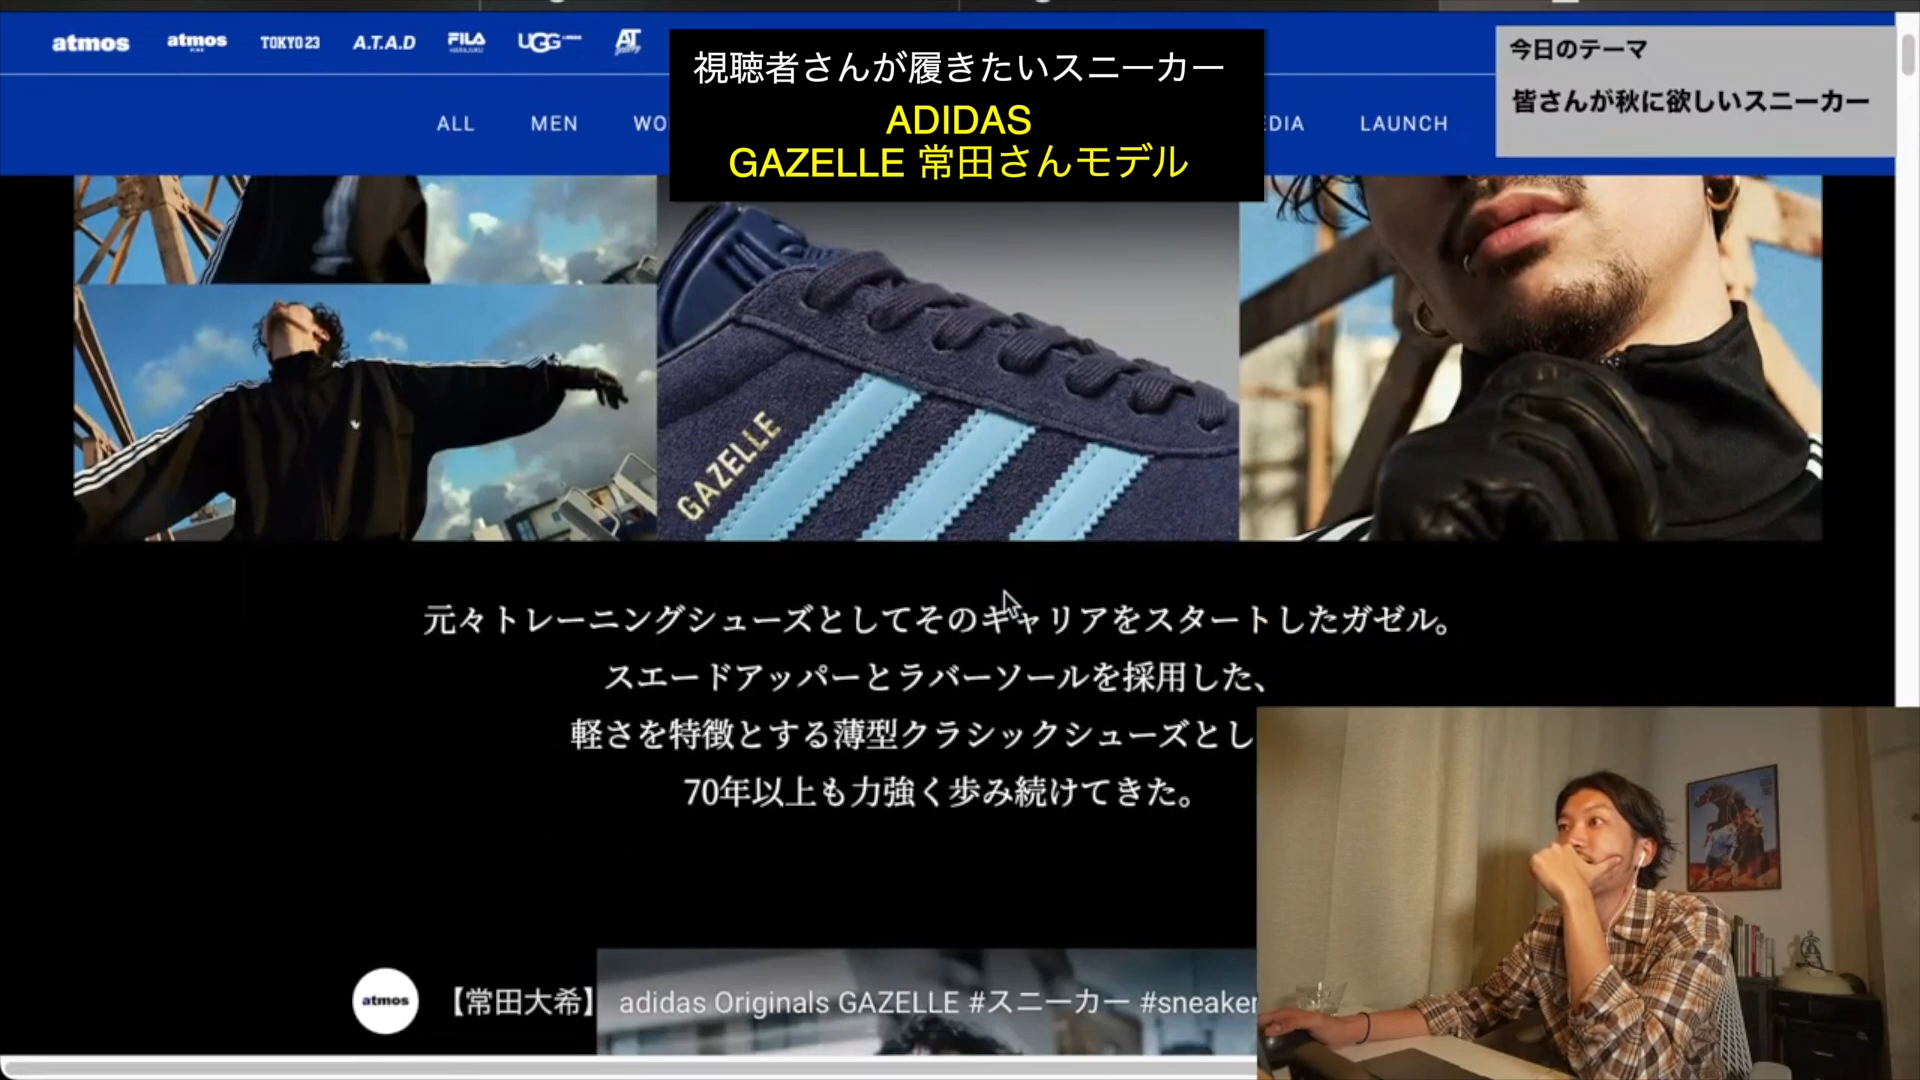 atmos
atmos
PINK
TOKYO 23
A.T.A.D
FILA
UGG
AT
ALL
MEN
WO
EDIA
LAUNCH
視聴者さんが履きたいスニーカー
ADIDAS
GAZELLE 常田さんモデル
今日のテーマ
皆さんが秋に欲しいスニーカー
GAZELLE
元々トレーニングシューズとしてそのキャリアをスタートしたガゼル。
スエードアッパーとラバーソールを採用した、
軽さを特徴とする薄型クラシックシューズとし
70年以上も力強く歩み続けてきた。
atmos
【常田大希】 adidas Originals GAZELLE #スニーカー #sneaker